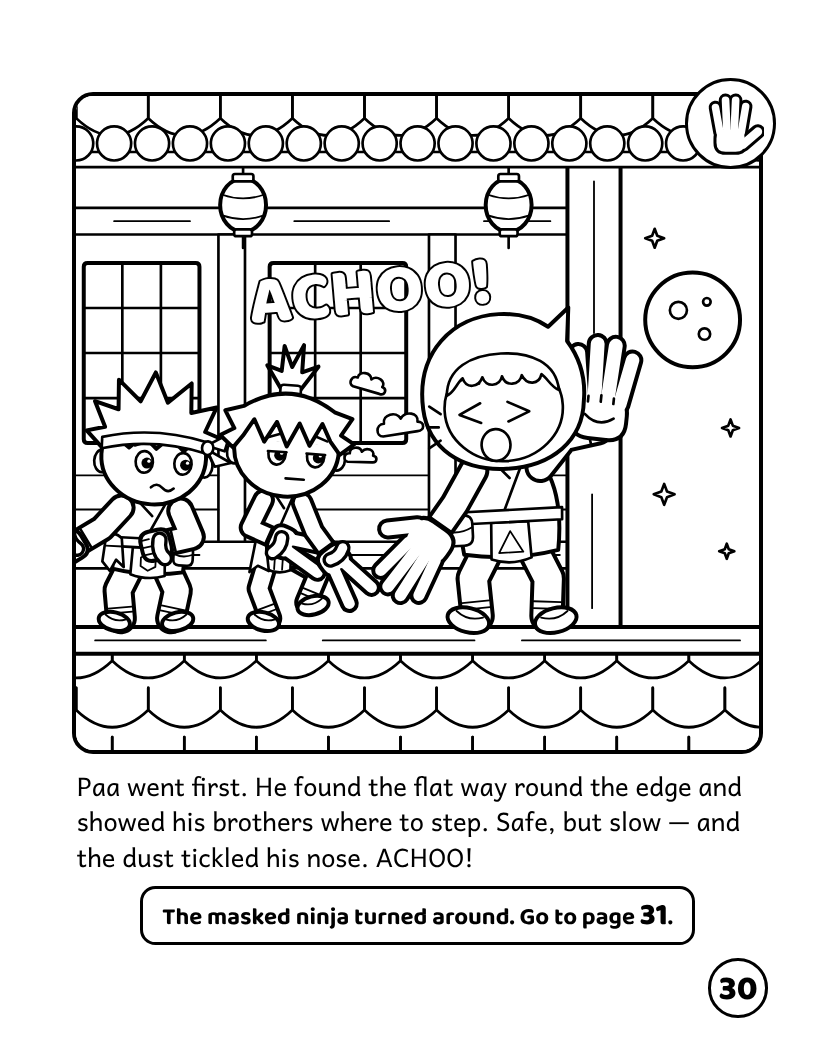 ACHOO!
Paa went first. He found the flat way round the edge and
showed his brothers where to step. Safe, but slow — and
the dust tickled his nose. ACHOO!
The masked ninja turned around. Go to page 31.
30